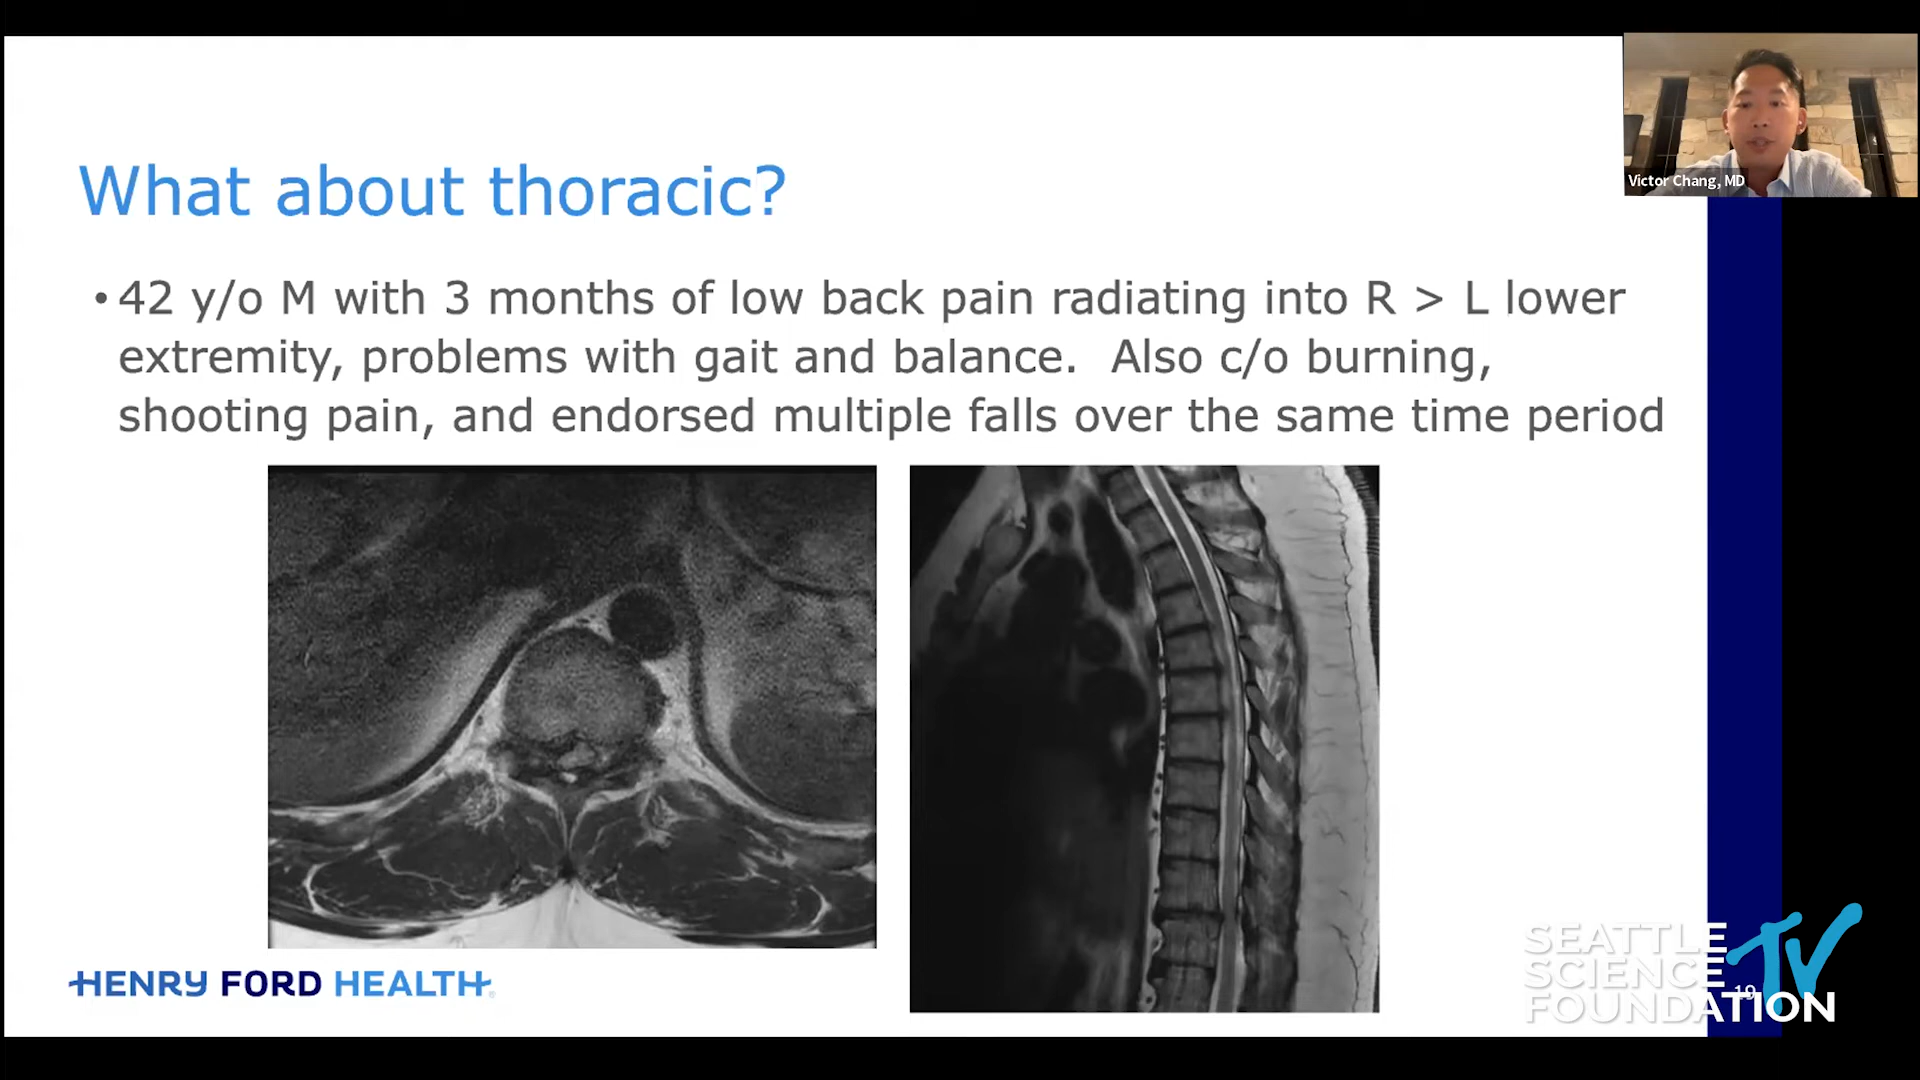 Victor Chang, MD
What about thoracic?
• 42 y/o M with 3 months of low back pain radiating into R > L lower
extremity, problems with gait and balance.  Also c/o burning,
shooting pain, and endorsed multiple falls over the same time period
HENRY FORD HEALTH
SEATTLE
SCIENCE
FOUNDATION
TV
19